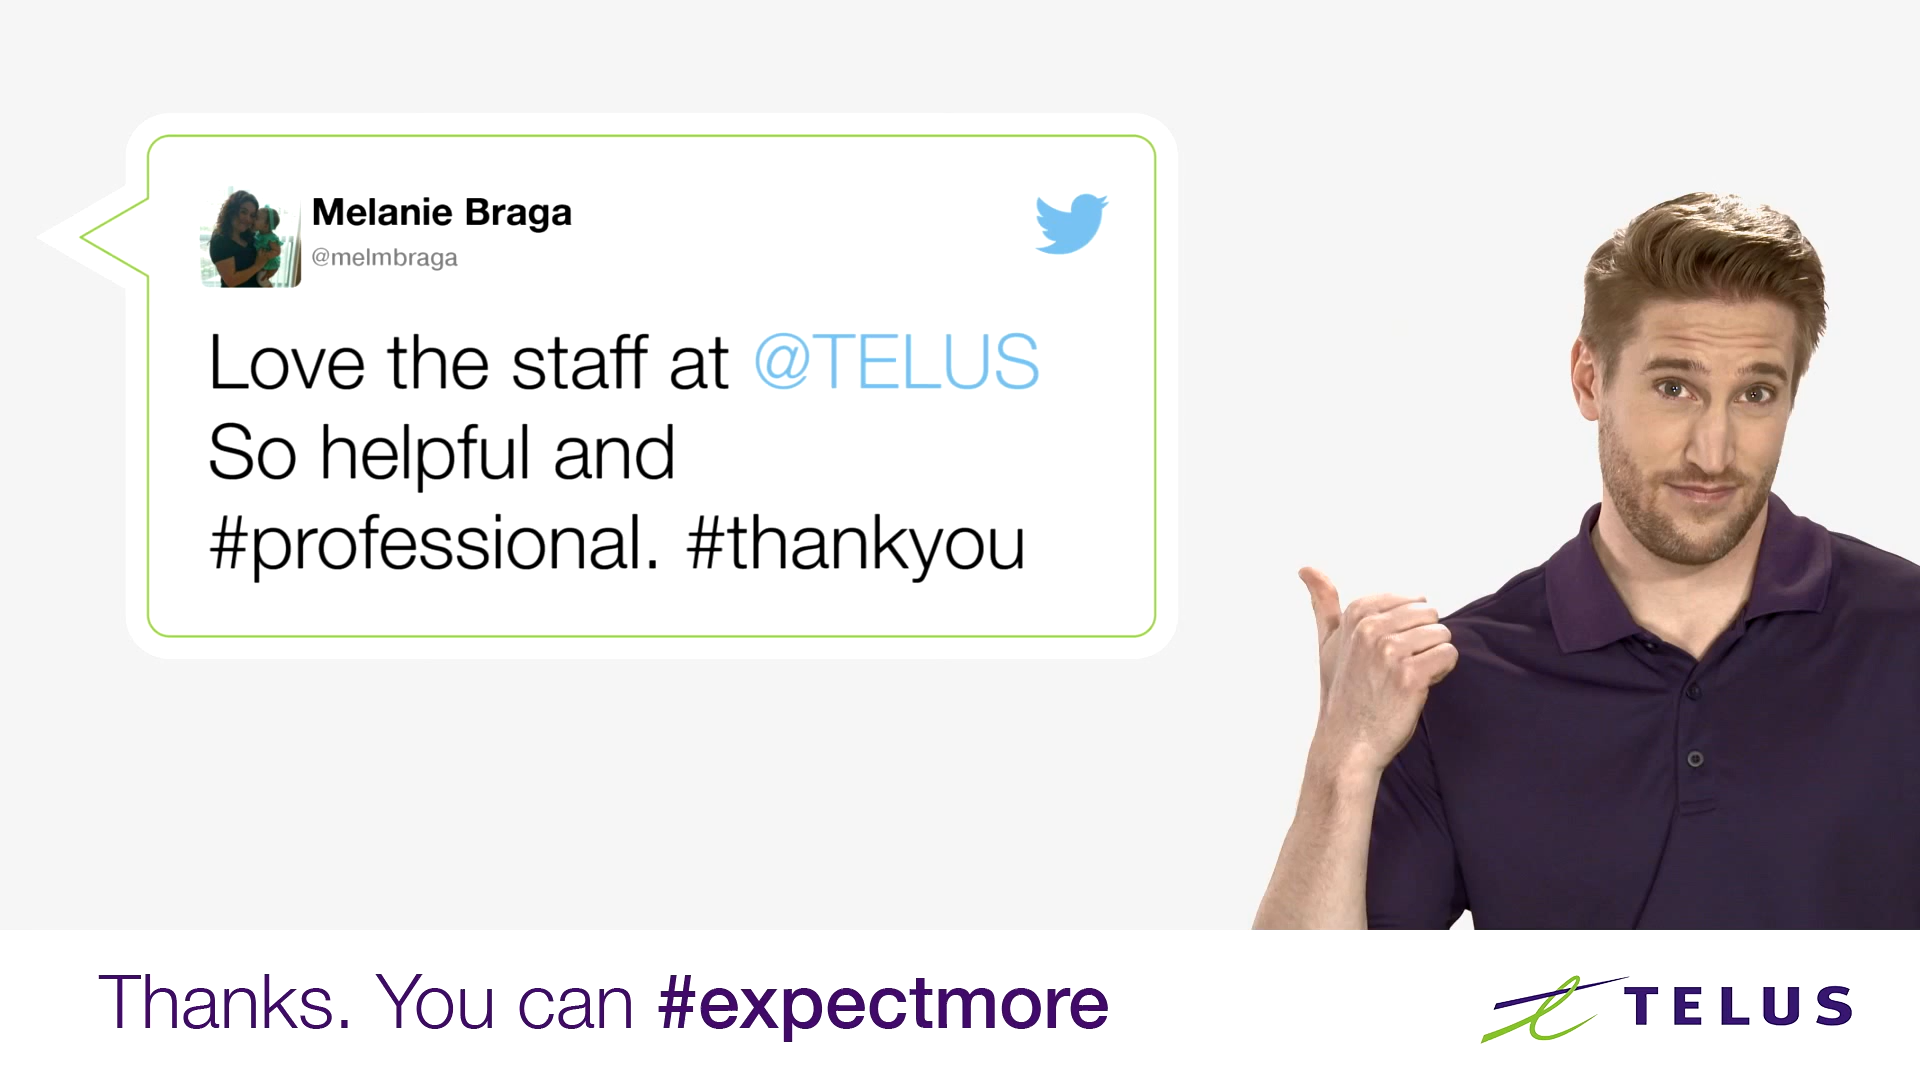 Melanie Braga
@melmbraga
Love the staff at @TELUS
So helpful and
#professional. #thankyou
Thanks. You can #expectmore
TELUS